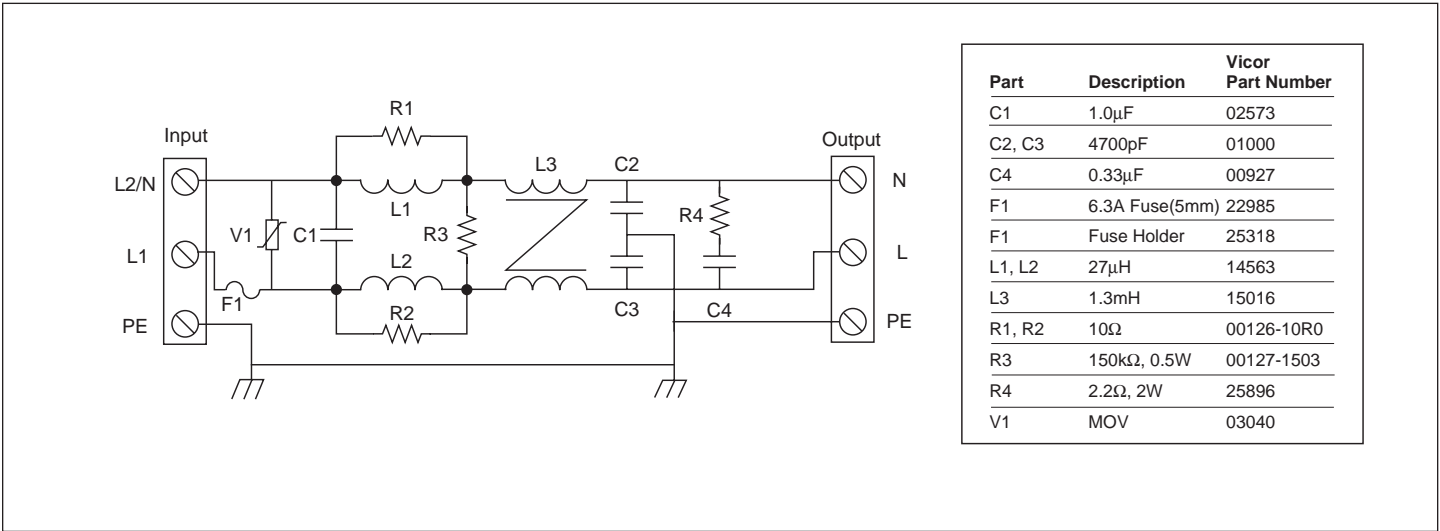 Input
L2/N
L1
PE
F1
V1
C1
R1
L1
R3
L2
R2
L3
C2
C3
R4
C4
Output
N
L
PE
Part Description Vicor Part Number
C1 1.0μF 02573
C2, C3 4700pF 01000
C4 0.33μF 00927
F1 6.3A Fuse(5mm) 22985
F1 Fuse Holder 25318
L1, L2 27μH 14563
L3 1.3mH 15016
R1, R2 10Ω 00126-10R0
R3 150kΩ, 0.5W 00127-1503
R4 2.2Ω, 2W 25896
V1 MOV 03040